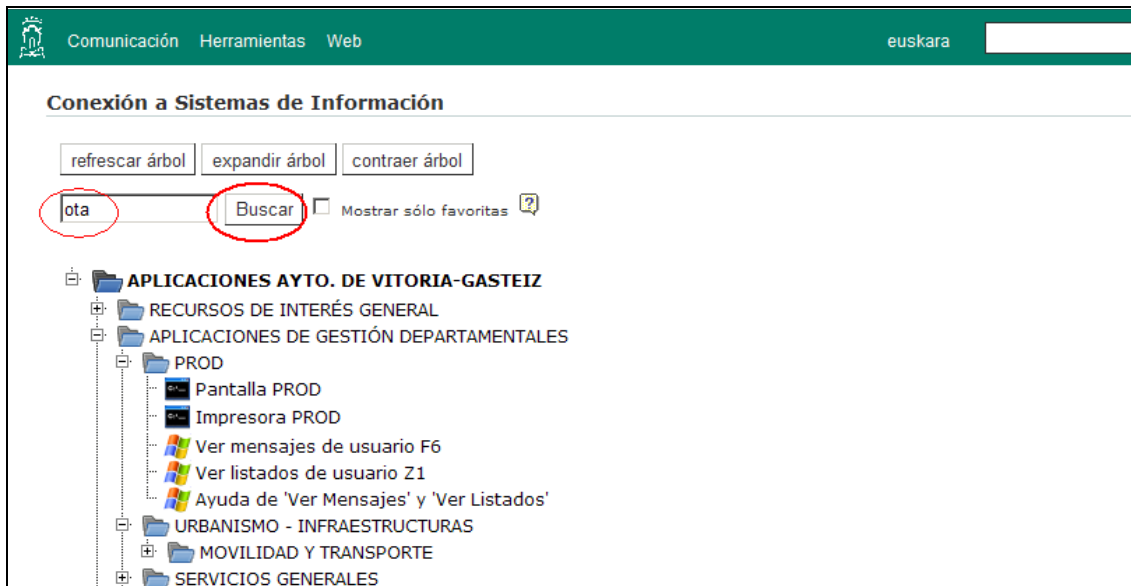 Comunicación Herramientas Web euskara
Conexión a Sistemas de Información
refrescar árbol expandir árbol contraer árbol
ota Buscar Mostrar sólo favoritas ?
APLICACIONES AYTO. DE VITORIA-GASTEIZ
RECURSOS DE INTERÉS GENERAL
APLICACIONES DE GESTIÓN DEPARTAMENTALES
PROD
Pantalla PROD
Impresora PROD
Ver mensajes de usuario F6
Ver listados de usuario Z1
Ayuda de 'Ver Mensajes' y 'Ver Listados'
URBANISMO - INFRAESTRUCTURAS
MOVILIDAD Y TRANSPORTE
SERVICIOS GENERALES